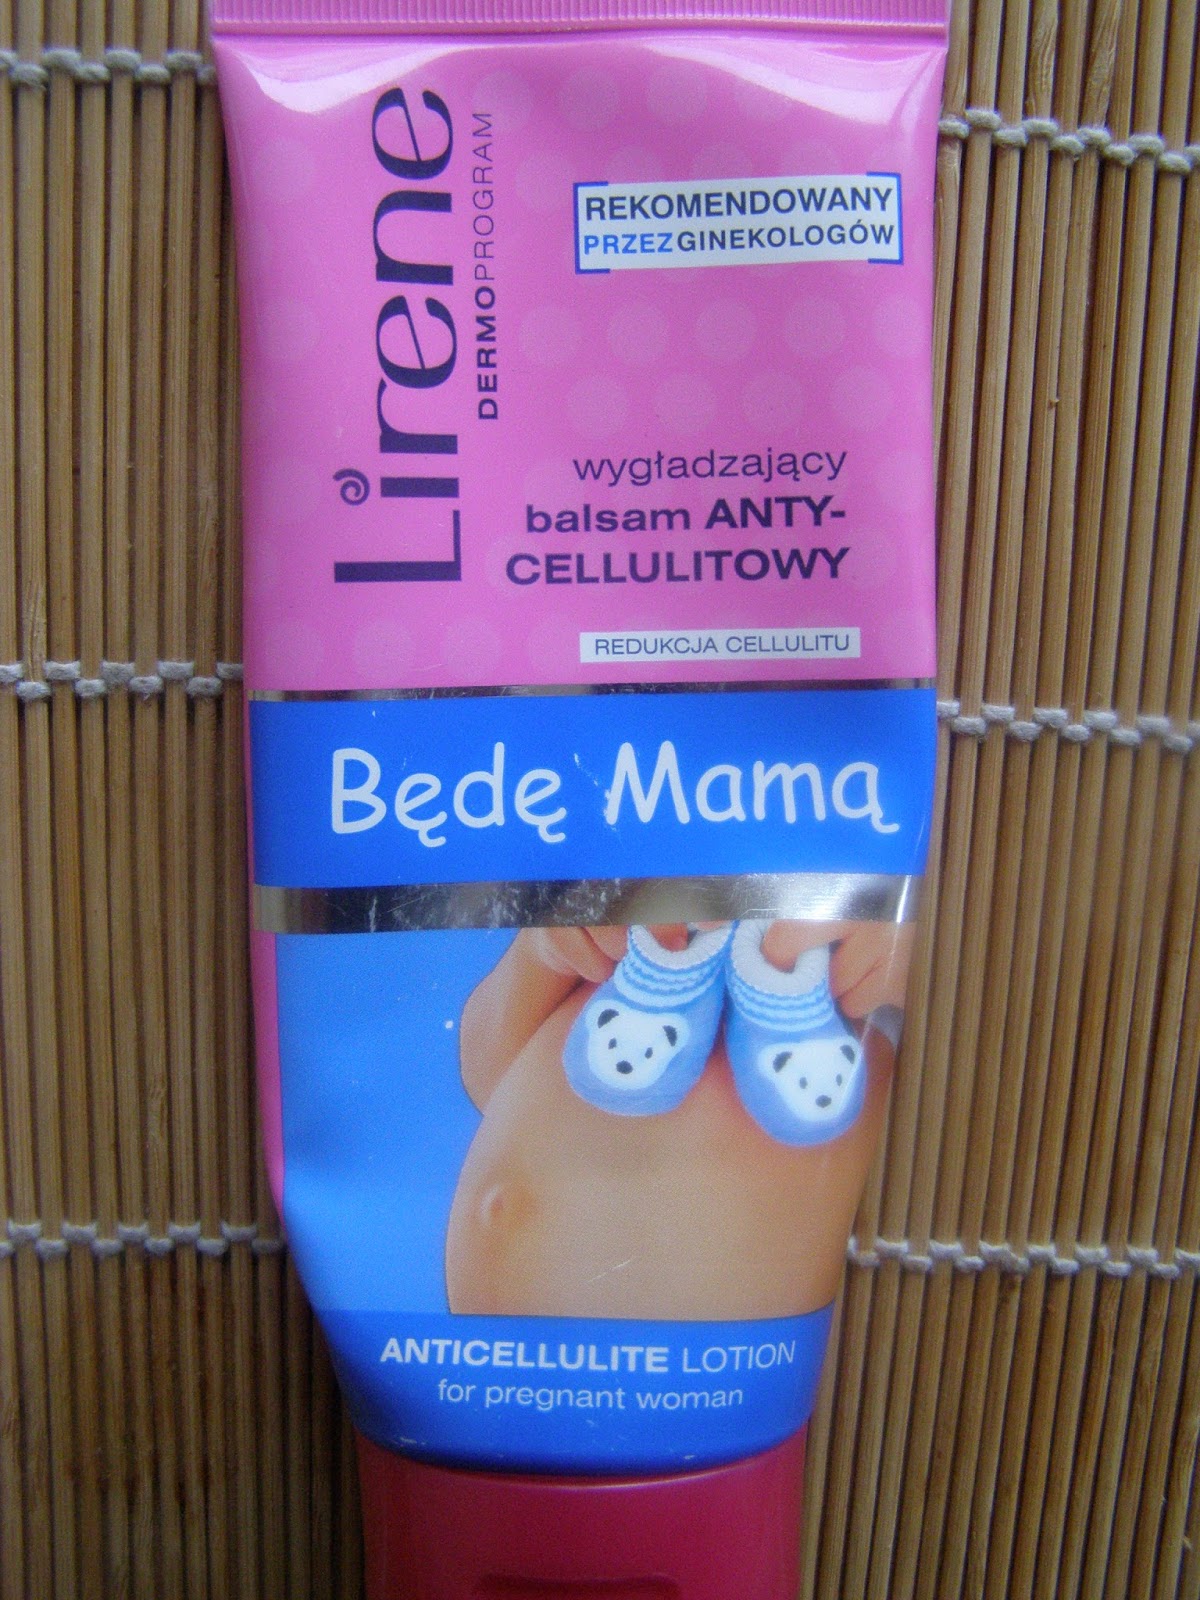 Lirene
DERMOPROGRAM
REKOMENDOWANY
PRZEZ GINEKOLOGÓW
wygładzający
balsam ANTY-
CELLULITOWY
REDUKCJA CELLULITU
Będę Mamą
ANTICELLULITE LOTION
for pregnant woman